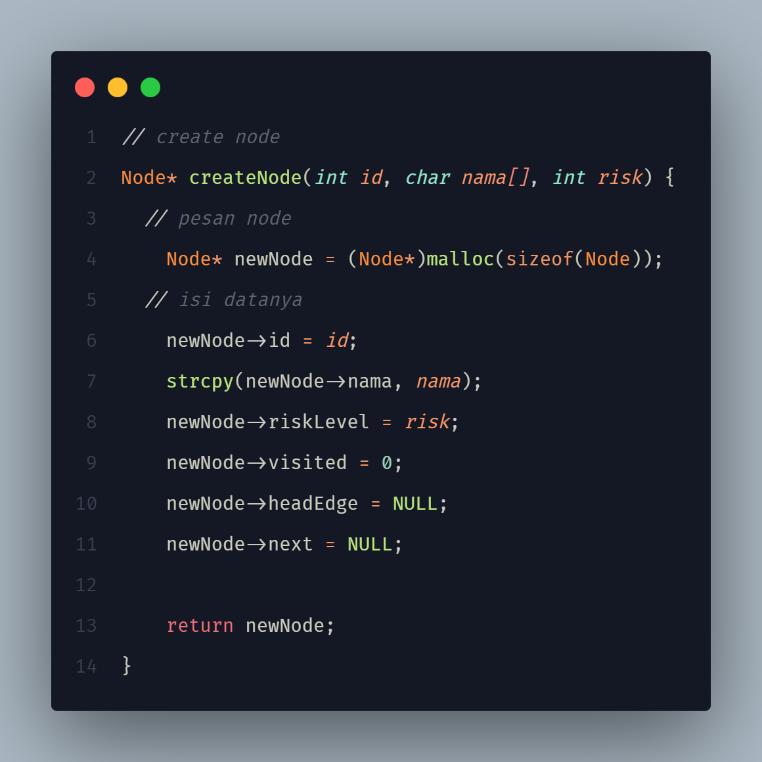 1 // create node
2 Node* createNode(int id, char nama[], int risk) {
3 // pesan node
4 Node* newNode = (Node*)malloc(sizeof(Node));
5 // isi datanya
6 newNode->id = id;
7 strcpy(newNode->nama, nama);
8 newNode->riskLevel = risk;
9 newNode->visited = 0;
10 newNode->headEdge = NULL;
11 newNode->next = NULL;
12
13 return newNode;
14 }